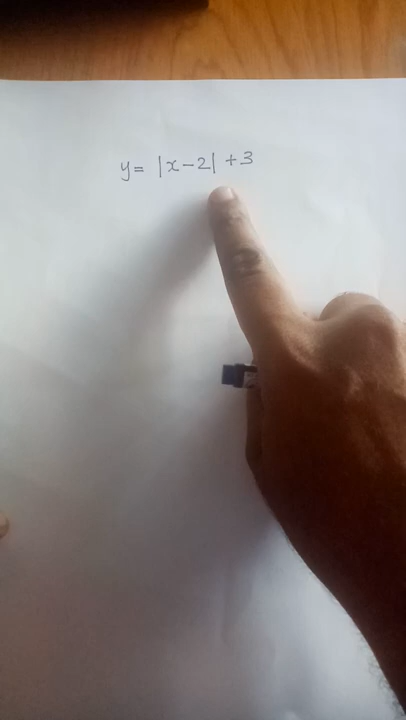 y = |x-2| +3